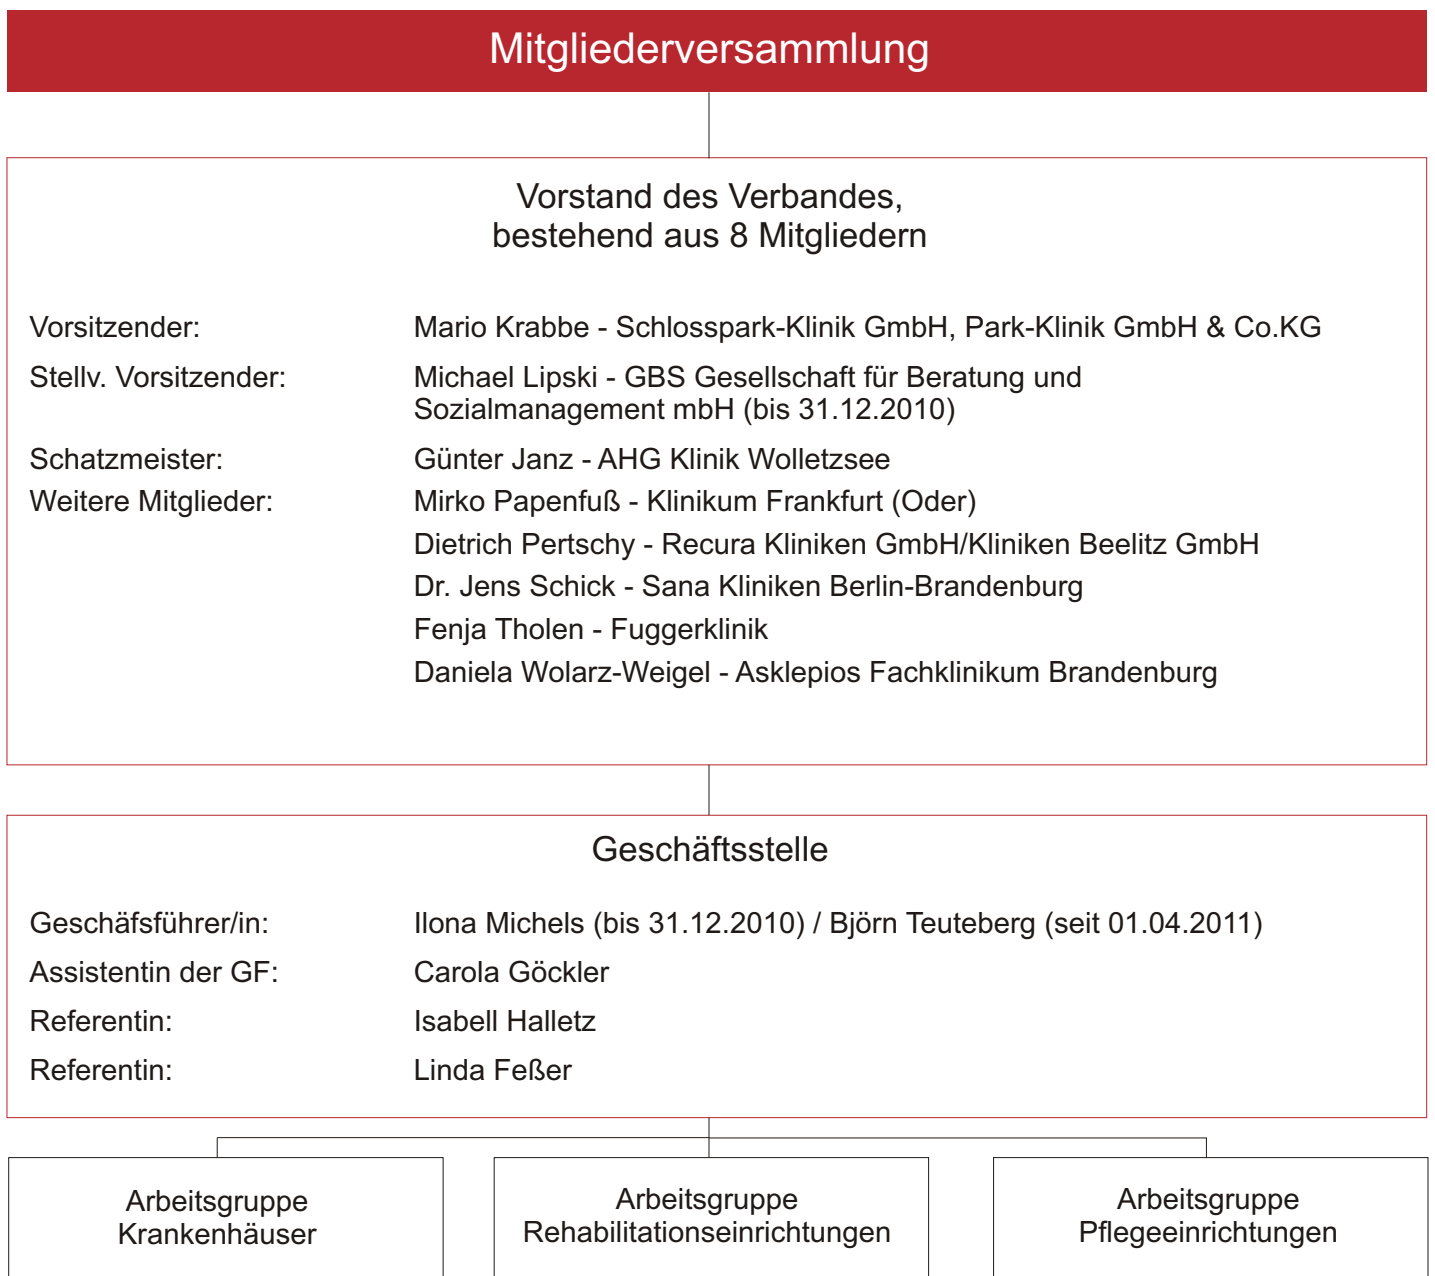 Mitgliederversammlung
Vorstand des Verbandes,
bestehend aus 8 Mitgliedern
Vorsitzender: Mario Krabbe - Schlosspark-Klinik GmbH, Park-Klinik GmbH & Co.KG
Stellv. Vorsitzender: Michael Lipski - GBS Gesellschaft für Beratung und
Sozialmanagement mbH (bis 31.12.2010)
Schatzmeister: Günter Janz - AHG Klinik Wolletzsee
Weitere Mitglieder: Mirko Papenfuß - Klinikum Frankfurt (Oder)
Dietrich Pertschy - Recura Kliniken GmbH/Kliniken Beelitz GmbH
Dr. Jens Schick - Sana Kliniken Berlin-Brandenburg
Fenja Tholen - Fuggerklinik
Daniela Wolarz-Weigel - Asklepios Fachklinikum Brandenburg
Geschäftsstelle
Geschäfsführer/in: Ilona Michels (bis 31.12.2010) / Björn Teuteberg (seit 01.04.2011)
Assistentin der GF: Carola Göckler
Referentin: Isabell Halletz
Referentin: Linda Feßer
Arbeitsgruppe
Krankenhäuser
Arbeitsgruppe
Rehabilitationseinrichtungen
Arbeitsgruppe
Pflegeeinrichtungen